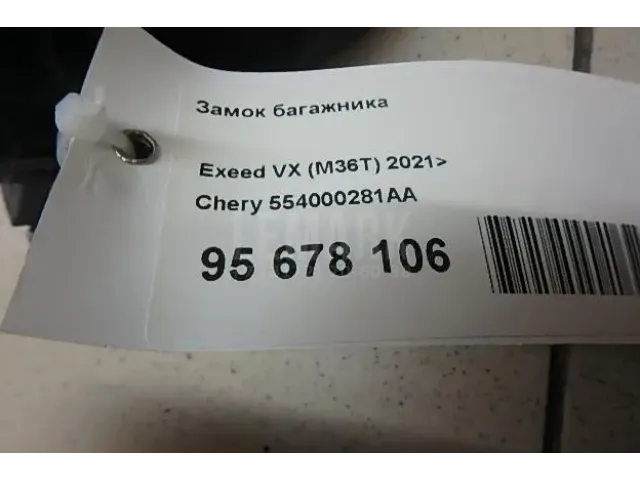 Замок багажника
Exeed VX (M36T) 2021>
Chery 554000281AA
95 678 106